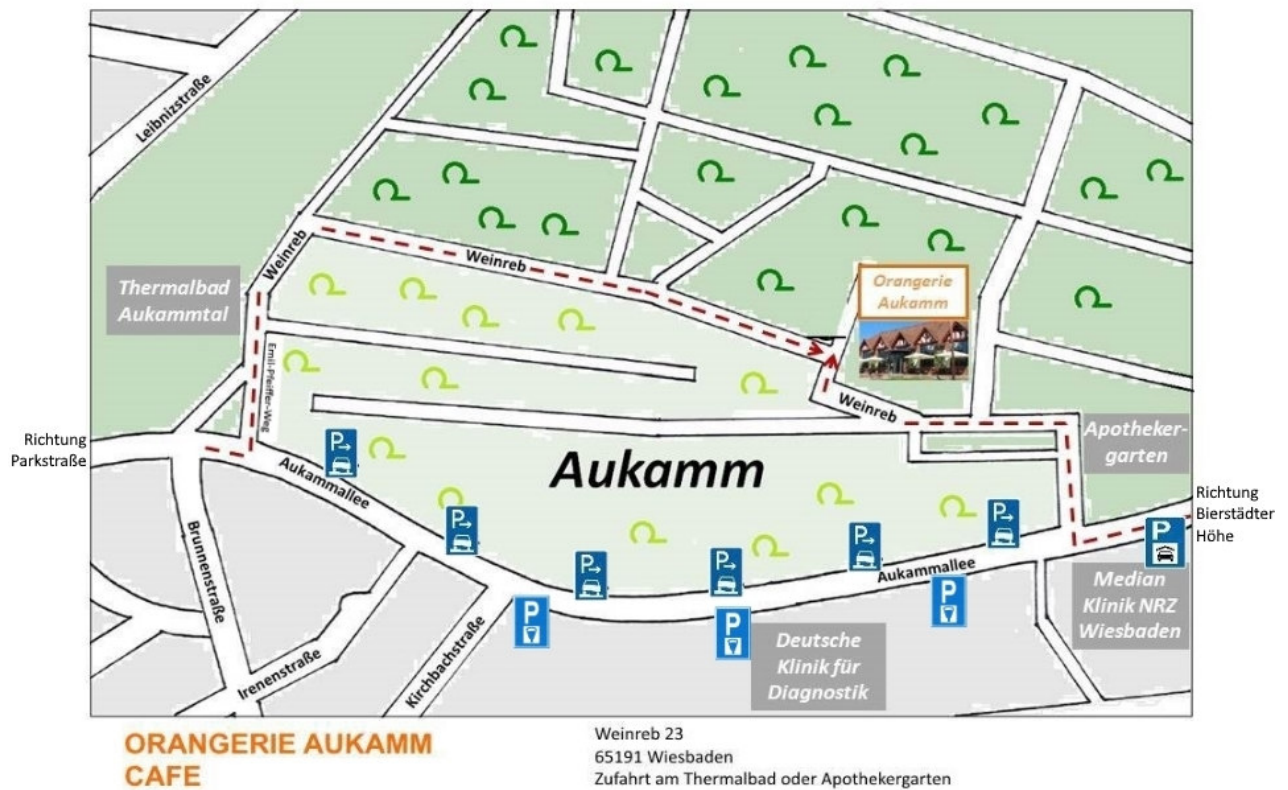 Leibnizstraße
Weinreb
Weinreb
Thermalbad
Aukammtal
Orangerie
Aukamm
Emil-Pfeiffer-Weg
Weinreb
Richtung
Parkstraße
Apotheker-
garten
Aukamm
Aukammallee
P
Richtung
Bierstädter
Höhe
P
P
P
P
P
P
Aukammallee
Brunnenstraße
P
P
P
Median
Klinik NRZ
Wiesbaden
Deutsche
Klinik für
Diagnostik
Irenenstraße
Kirchbachstraße
ORANGERIE AUKAMM
CAFE
Weinreb 23
65191 Wiesbaden
Zufahrt am Thermalbad oder Apothekergarten